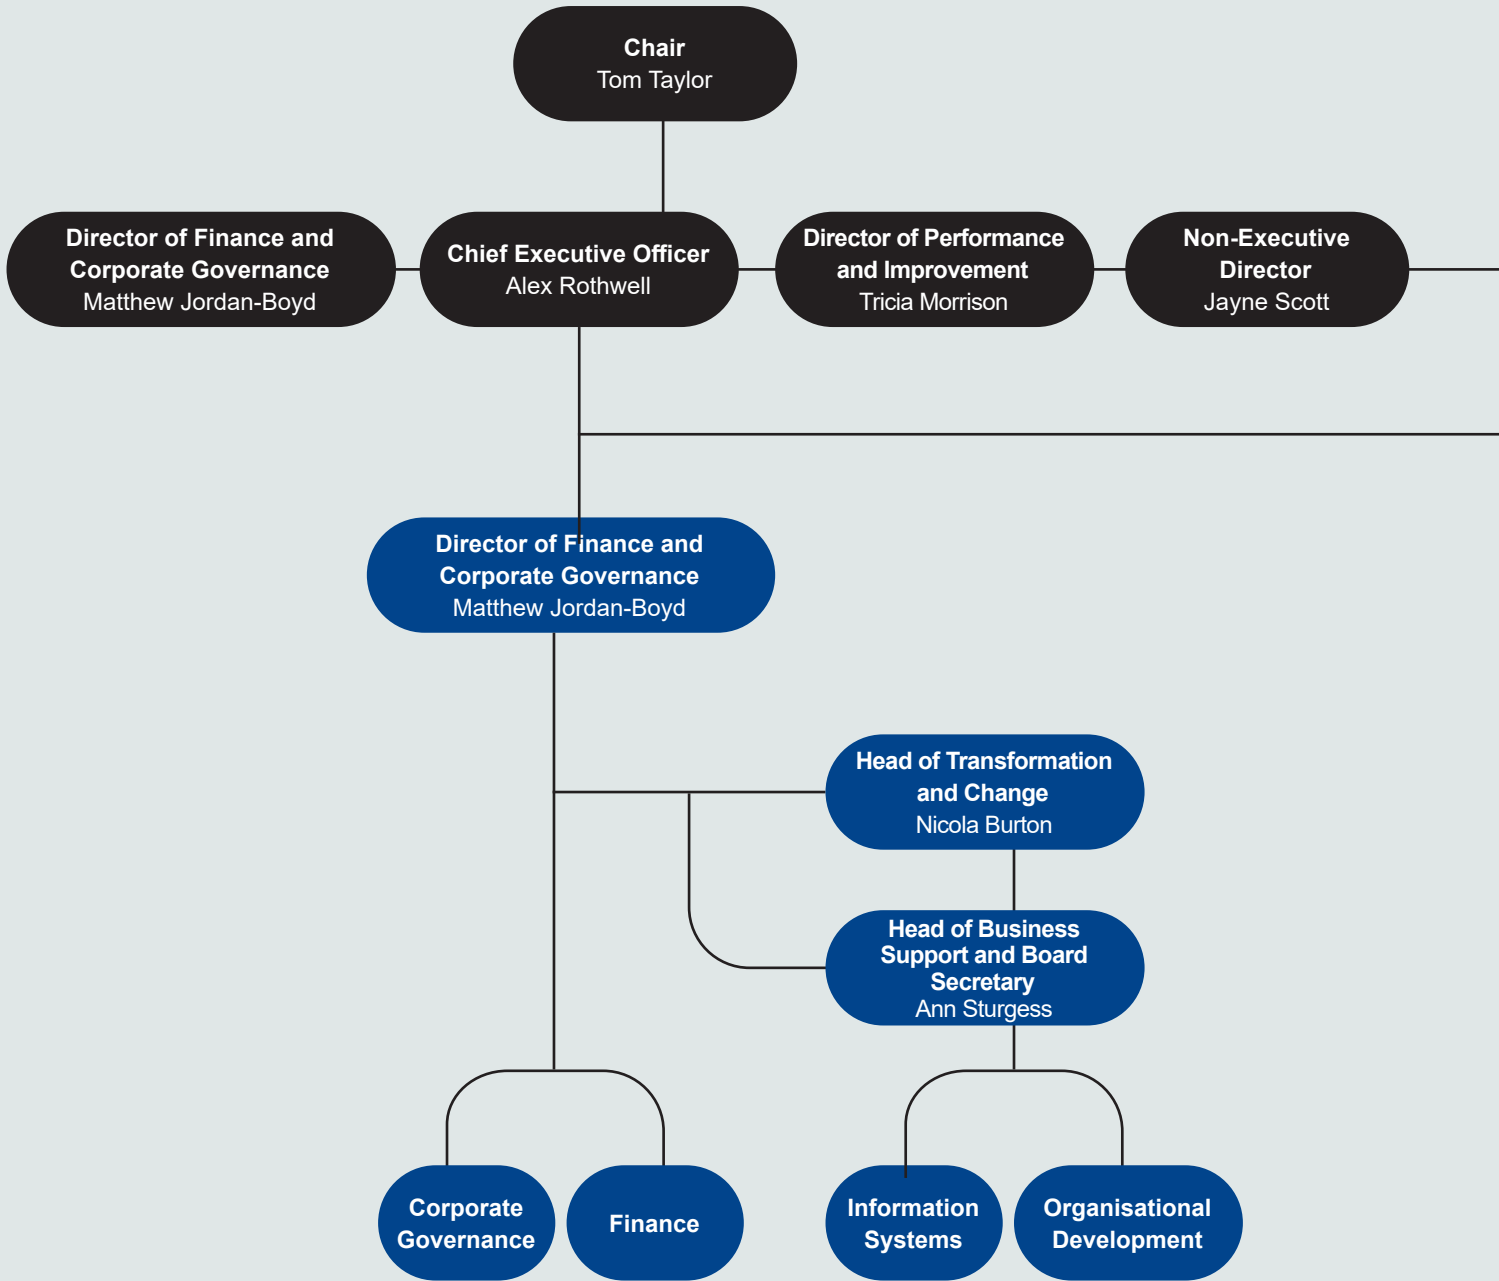 Chair
Tom Taylor
Director of Finance and
Corporate Governance
Matthew Jordan-Boyd
Chief Executive Officer
Alex Rothwell
Director of Performance
and Improvement
Tricia Morrison
Non-Executive
Director
Jayne Scott
Director of Finance and
Corporate Governance
Matthew Jordan-Boyd
Head of Transformation
and Change
Nicola Burton
Head of Business
Support and Board
Secretary
Ann Sturgess
Corporate
Governance
Finance
Information
Systems
Organisational
Development